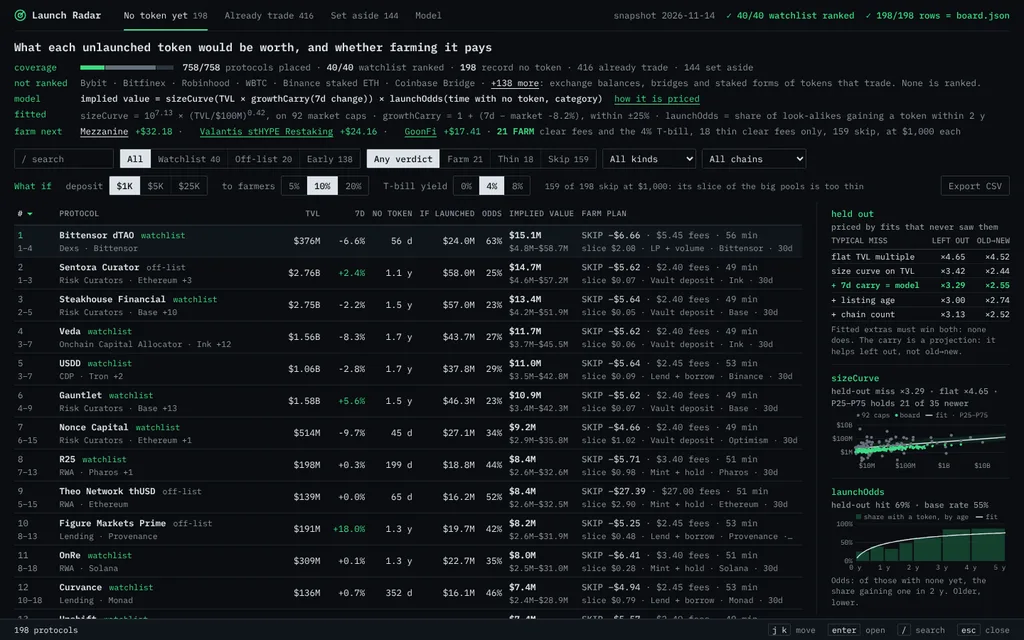 Launch Radar No token yet 198 Already trade 416 Set aside 144 Model snapshot 2026-11-14 ✓ 40/40 watchlist ranked ✓ 198/198 rows = board.json
What each unlaunched token would be worth, and whether farming it pays
coverage 758/758 protocols placed · 40/40 watchlist ranked · 198 record no token · 416 already trade · 144 set aside
not ranked Bybit · Bitfinex · Robinhood · WBTC · Binance staked ETH · Coinbase Bridge · +138 more: exchange balances, bridges and staked forms of tokens that trade. None is ranked.
model implied value = sizeCurve(TVL × growthCarry(7d change)) × launchOdds(time with no token, category) how it is priced
fitted sizeCurve = 10^7.13 × (TVL/$100M)^0.42, on 92 market caps · growthCarry = 1 + (7d − market -8.2%), within ±25% · launchOdds = share of look-alikes gaining a token within 2 y
farm next Mezzanine +$32.18 · Valantis stHYPE Restaking +$24.16 · GoonFi +$17.41 · 21 FARM clear fees and the 4% T-bill, 18 thin clear fees only, 159 skip, at $1,000 each
/ search All Watchlist 40 Off-list 20 Early 138 Any verdict Farm 21 Thin 18 Skip 159 All kinds All chains
What if deposit $1K $5K $25K to farmers 5% 10% 20% T-bill yield 0% 4% 8% 159 of 198 skip at $1,000: its slice of the big pools is too thin Export CSV
# PROTOCOL TVL 7D NO TOKEN IF LAUNCHED ODDS IMPLIED VALUE FARM PLAN
1 Bittensor dTAO watchlist $376M -6.6% 56 d $24.0M 63% $15.1M SKIP −$6.66 · $5.45 fees · 56 min
1–4 Dexs · Bittensor $4.8M–$58.7M slice $2.08 · LP + volume · Bittensor · 30d
2 Sentora Curator off-list $2.76B +2.4% 1.1 y $58.0M 25% $14.7M SKIP −$5.62 · $2.40 fees · 49 min
1–3 Risk Curators · Ethereum +3 $4.6M–$57.2M slice $0.07 · Vault deposit · Ink · 30d
3 Steakhouse Financial watchlist $2.75B -2.2% 1.5 y $57.0M 23% $13.4M SKIP −$5.64 · $2.40 fees · 49 min
2–5 Risk Curators · Base +10 $4.2M–$51.9M slice $0.05 · Vault deposit · Base · 30d
4 Veda watchlist $1.56B -8.3% 1.7 y $43.7M 27% $11.7M SKIP −$5.62 · $2.40 fees · 49 min
3–7 Onchain Capital Allocator · Ink +12 $3.7M–$45.5M slice $0.06 · Vault deposit · Ink · 30d
5 USDD watchlist $1.06B -2.8% 1.7 y $37.8M 29% $11.0M SKIP −$5.64 · $2.45 fees · 53 min
3–7 CDP · Tron +2 $3.5M–$42.8M slice $0.09 · Lend + borrow · Binance · 30d
6 Gauntlet watchlist $1.58B +5.6% 1.5 y $46.3M 23% $10.9M SKIP −$5.62 · $2.40 fees · 49 min
4–9 Risk Curators · Base +13 $3.4M–$42.3M slice $0.07 · Vault deposit · Base · 30d
7 Nonce Capital watchlist $514M -9.7% 45 d $27.1M 34% $9.2M SKIP −$4.66 · $2.40 fees · 49 min
6–15 Risk Curators · Ethereum +1 $2.9M–$35.8M slice $1.02 · Vault deposit · Optimism · 30d
8 R25 watchlist $198M +0.3% 199 d $18.8M 44% $8.4M SKIP −$5.71 · $3.40 fees · 51 min
7–13 RWA · Pharos +1 $2.6M–$32.6M slice $0.98 · Mint + hold · Pharos · 30d
9 Theo Network thUSD off-list $139M +0.0% 65 d $16.2M 52% $8.4M SKIP −$27.39 · $27.00 fees · 51 min
5–15 RWA · Ethereum $2.6M–$32.5M slice $2.90 · Mint + hold · Ethereum · 30d
10 Figure Markets Prime off-list $191M +18.0% 1.3 y $19.7M 42% $8.2M SKIP −$5.25 · $2.45 fees · 53 min
8–13 Lending · Provenance $2.6M–$31.9M slice $0.48 · Lend + borrow · Provenance ·…
11 OnRe watchlist $309M +0.1% 1.3 y $22.7M 35% $8.0M SKIP −$6.41 · $3.40 fees · 51 min
8–18 RWA · Solana $2.5M–$31.0M slice $0.28 · Mint + hold · Solana · 30d
12 Curvance watchlist $136M +0.7% 352 d $16.1M 46% $7.4M SKIP −$4.94 · $2.45 fees · 53 min
10–18 Lending · Monad $2.4M–$28.9M slice $0.79 · Lend + borrow · Monad · 30d
held out
priced by fits that never saw them
TYPICAL MISS LEFT OUT OLD→NEW
flat TVL multiple ×4.65 ×4.52
size curve on TVL ×3.42 ×2.44
+ 7d carry = model ×3.29 ×2.55
+ listing age ×3.00 ×2.74
+ chain count ×3.13 ×2.52
Fitted extras must win both: none
does. The carry is a projection: it
helps left out, not old→new.
sizeCurve
held-out miss ×3.29 · flat ×4.65 ·
P25–P75 holds 21 of 35 newer
92 caps board fit · P25–P75
$10B
$100M
$1M
$10M $100M $1B $10B
launchOdds
held-out hit 69% · base rate 55%
share with a token, by age fit
100%
50%
0%
0 y 1 y 2 y 3 y 4 y 5 y
Odds: of those with none yet, the
share gaining one in 2 y. Older,
lower.
198 protocols j k move enter open / search esc close